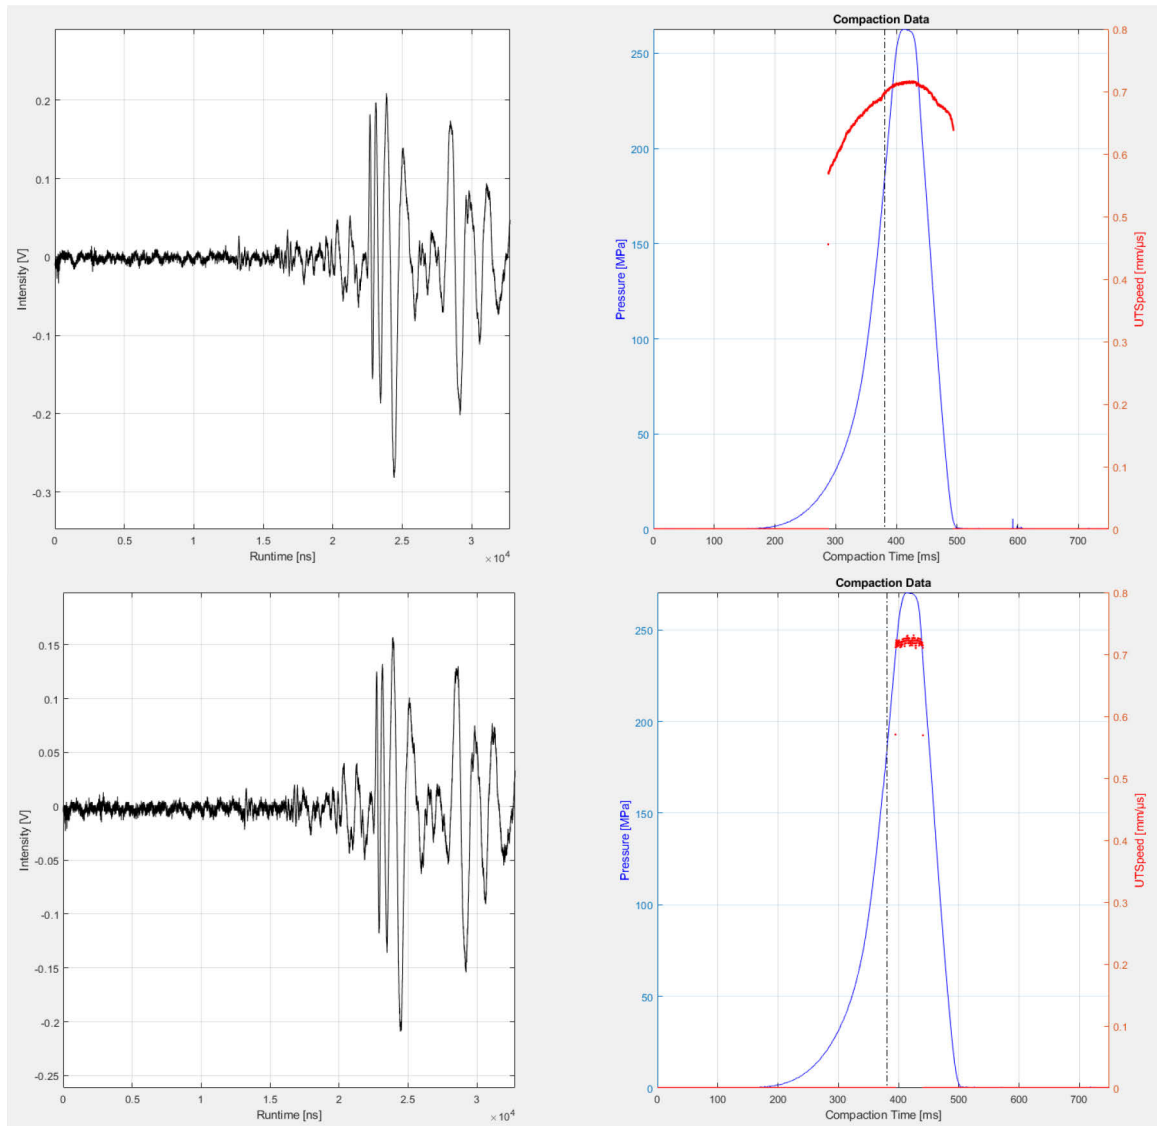 Compaction Data
0.2
0.1
0
-0.1
-0.2
-0.3
Intensity [V]
0 0.5 1 1.5 2 2.5 3
Runtime [ns]
× 10^4
250
200
150
100
50
0
Pressure [MPa]
0.8
0.7
0.6
0.5
0.4
0.3
0.2
0.1
0
UTSpeed [mm/μs]
0 100 200 300 400 500 600 700
Compaction Time [ms]
Compaction Data
0.15
0.1
0.05
0
-0.05
-0.1
-0.15
-0.2
-0.25
Intensity [V]
0 0.5 1 1.5 2 2.5 3
Runtime [ns]
× 10^4
250
200
150
100
50
0
Pressure [MPa]
0.8
0.7
0.6
0.5
0.4
0.3
0.2
0.1
0
UTSpeed [mm/μs]
0 100 200 300 400 500 600 700
Compaction Time [ms]